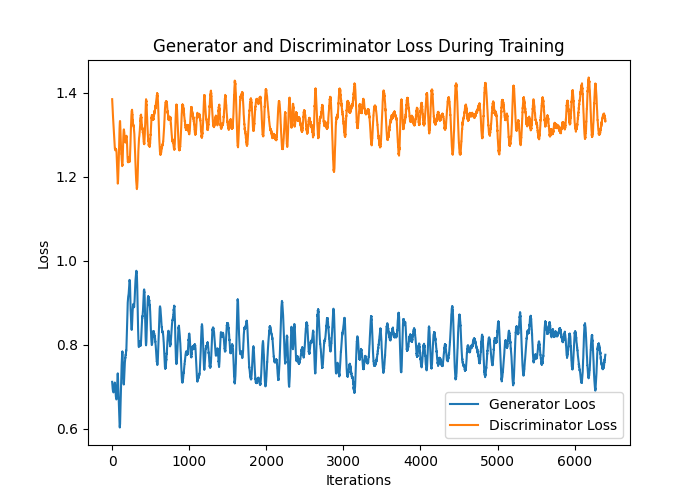 Generator and Discriminator Loss During Training
Loss
1.4
1.2
1.0
0.8
0.6
0
1000
2000
3000
4000
5000
6000
Iterations
Generator Loos
Discriminator Loss